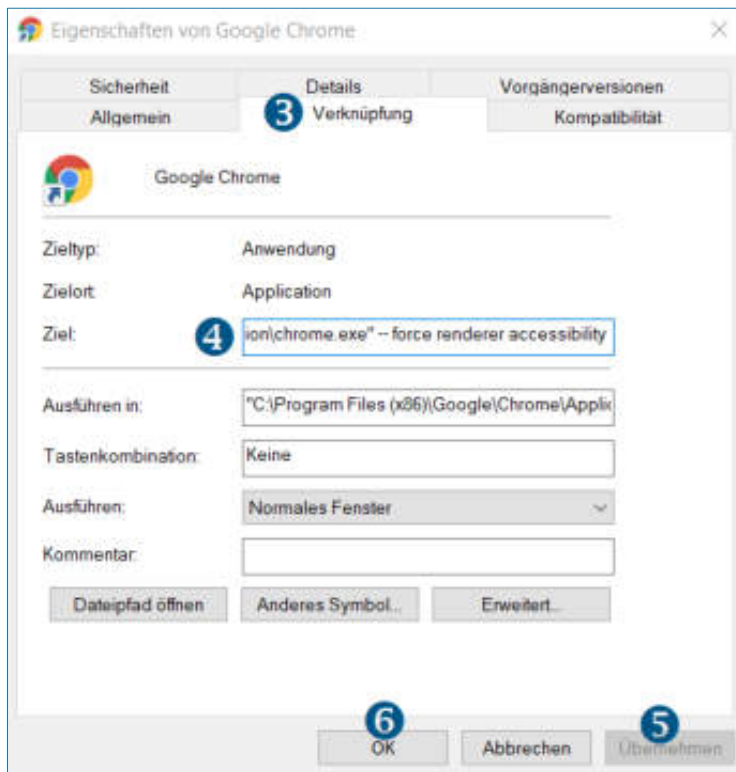 Eigenschaften von Google Chrome
Sicherheit Details Vorgängerversionen
Allgemein 3 Verknüpfung Kompatibilität
Google Chrome
Zieltyp: Anwendung
Zielort: Application
Ziel: 4 ion\chrome.exe" -- force renderer accessibility
Ausführen in: "C:\Program Files (x86)\Google\Chrome\Applic
Tastenkombination: Keine
Ausführen: Normales Fenster
Kommentar:
Dateipfad öffnen Anderes Symbol... Erweitert...
6 5
OK Abbrechen Übernehmen